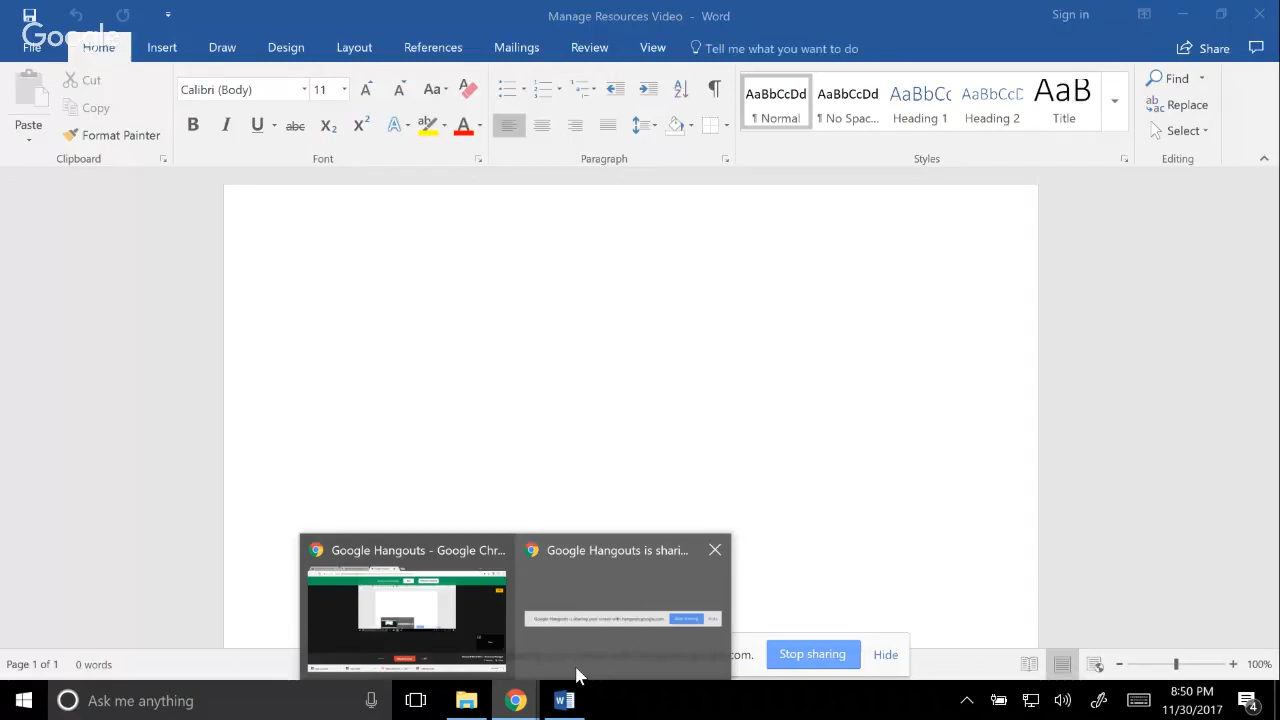 Manage Resources Video - Word
Sign in
Google
File Home Insert Draw Design Layout References Mailings Review View Tell me what you want to do Share
Paste
Cut
Copy
Format Painter
Clipboard
Calibri (Body) 11
Font
Paragraph
AaBbCcDd AaBbCcDd AaBbCc AaBbCcD AaB
¶ Normal ¶ No Spac... Heading 1 Heading 2 Title
Styles
Find
Replace
Select
Editing
Google Hangouts - Google Chr...
Google Hangouts is shari...
Stop sharing Hide
Page 1 of 1 0 words
100%
Ask me anything
8:50 PM
11/30/2017
4